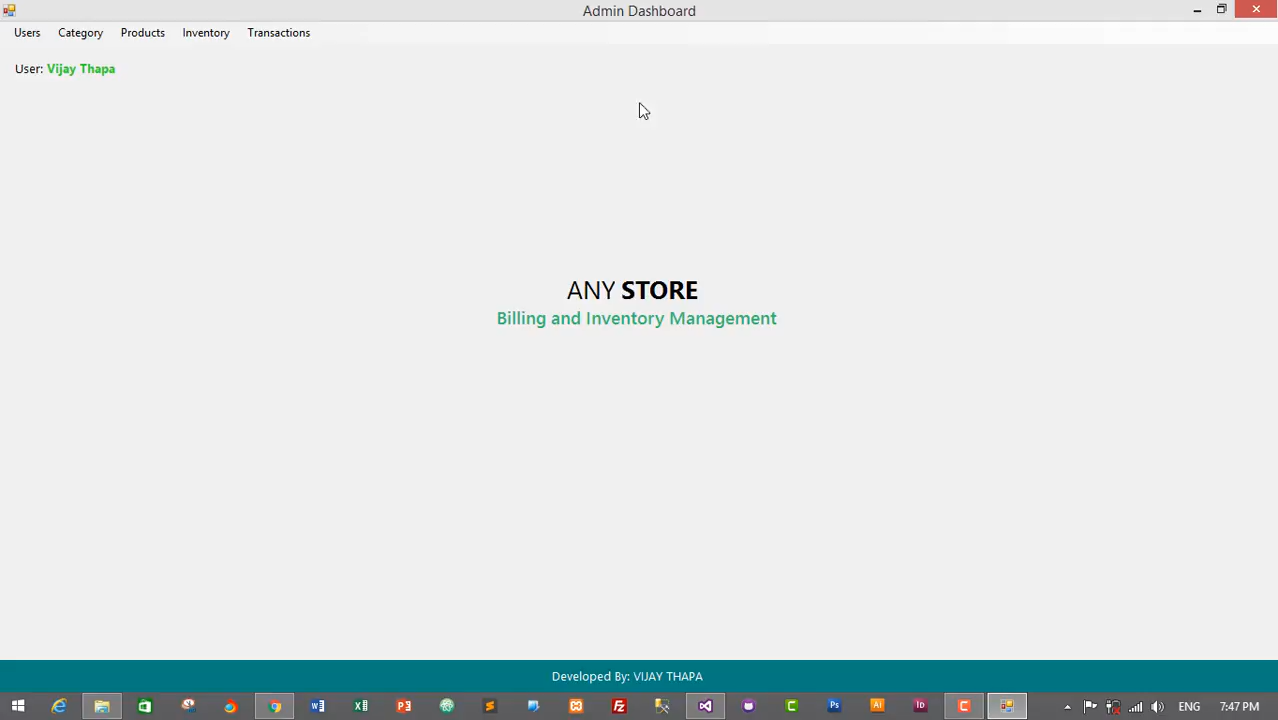 Admin Dashboard
Users Category Products Inventory Transactions
User: Vijay Thapa
ANY STORE
Billing and Inventory Management
Developed By: VIJAY THAPA
ENG 7:47 PM